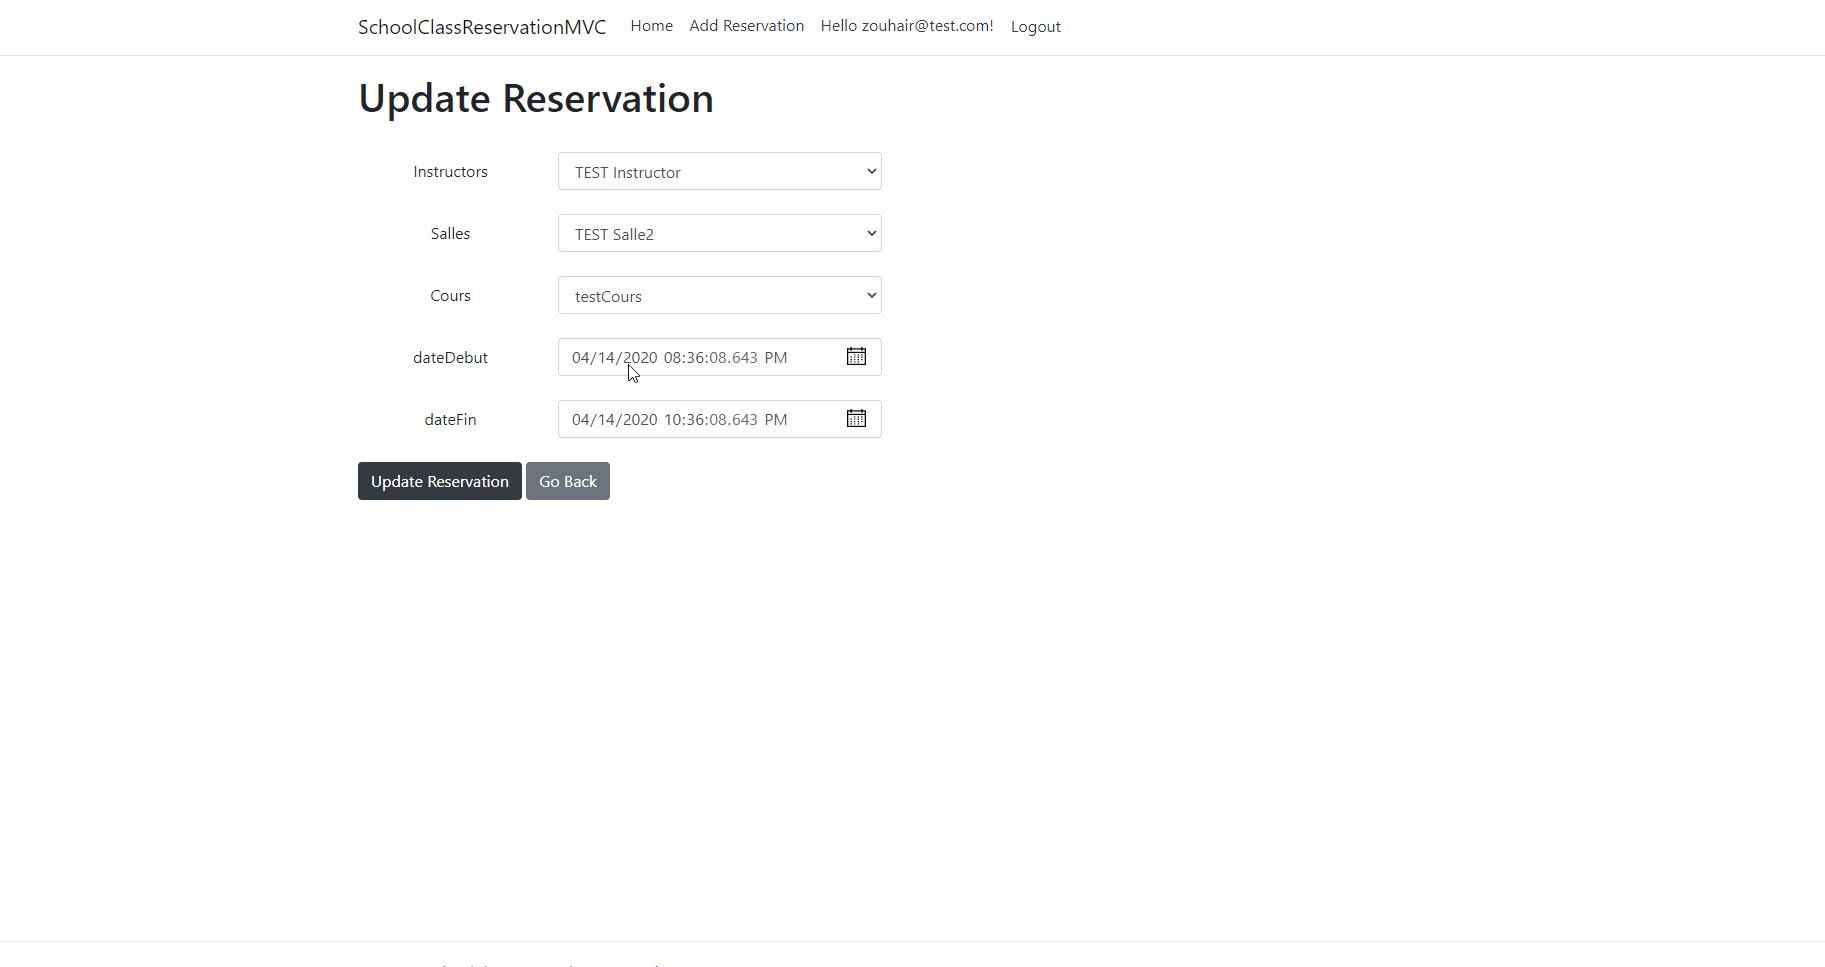 SchoolClassReservationMVC Home Add Reservation Hello zouhair@test.com! Logout
Update Reservation
Instructors TEST Instructor
Salles TEST Salle2
Cours testCours
dateDebut 04/14/2020 08:36:08.643 PM
dateFin 04/14/2020 10:36:08.643 PM
Update Reservation Go Back